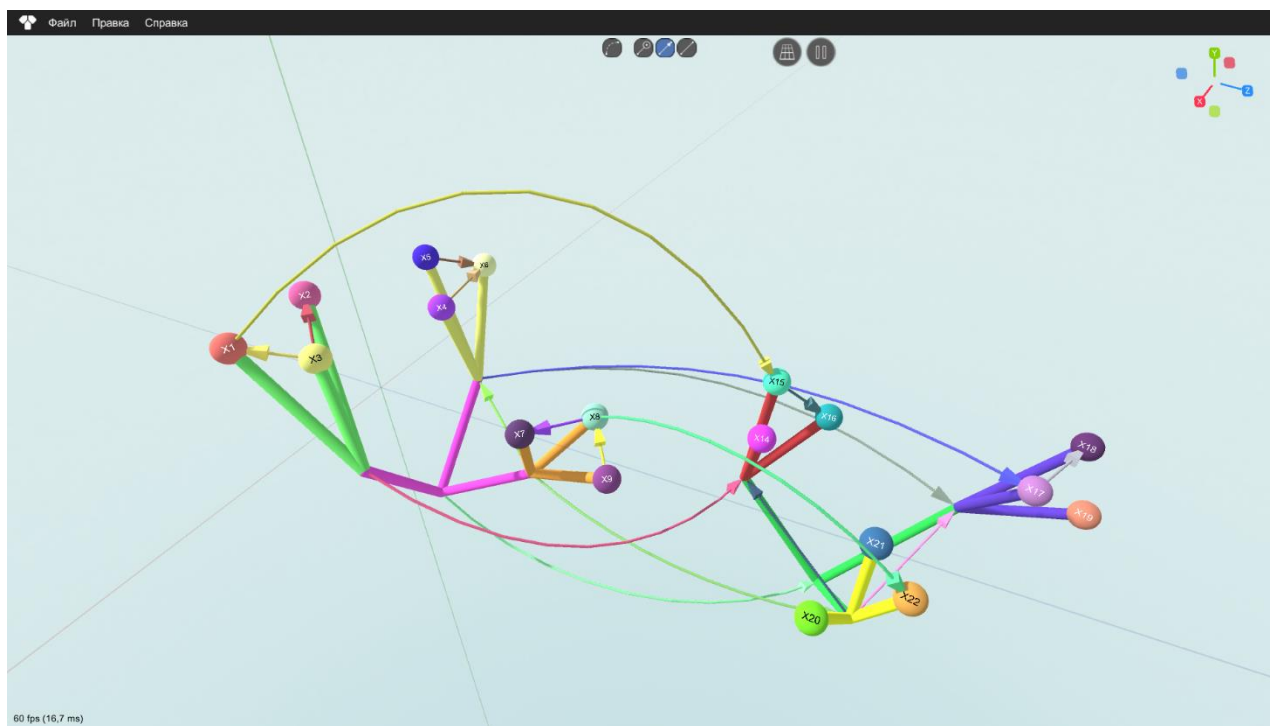 Файл Правка Справка
Y
Z
X
X5
X6
X2
X4
X1
X3
X15
X8
X16
X7
X14
X18
X9
X17
X19
X21
X22
X20
60 fps (16,7 ms)